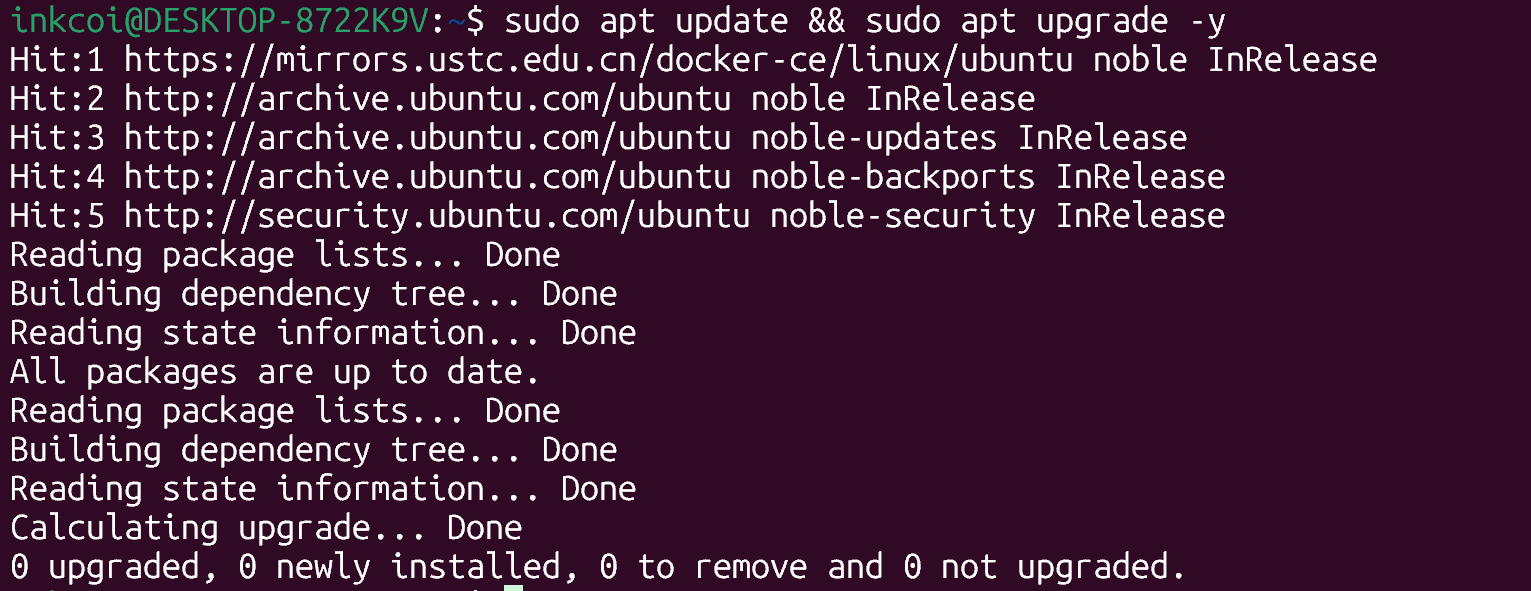 inkcoi@DESKTOP-8722K9V:~$ sudo apt update && sudo apt upgrade -y
Hit:1 https://mirrors.ustc.edu.cn/docker-ce/linux/ubuntu noble InRelease
Hit:2 http://archive.ubuntu.com/ubuntu noble InRelease
Hit:3 http://archive.ubuntu.com/ubuntu noble-updates InRelease
Hit:4 http://archive.ubuntu.com/ubuntu noble-backports InRelease
Hit:5 http://security.ubuntu.com/ubuntu noble-security InRelease
Reading package lists... Done
Building dependency tree... Done
Reading state information... Done
All packages are up to date.
Reading package lists... Done
Building dependency tree... Done
Reading state information... Done
Calculating upgrade... Done
0 upgraded, 0 newly installed, 0 to remove and 0 not upgraded.